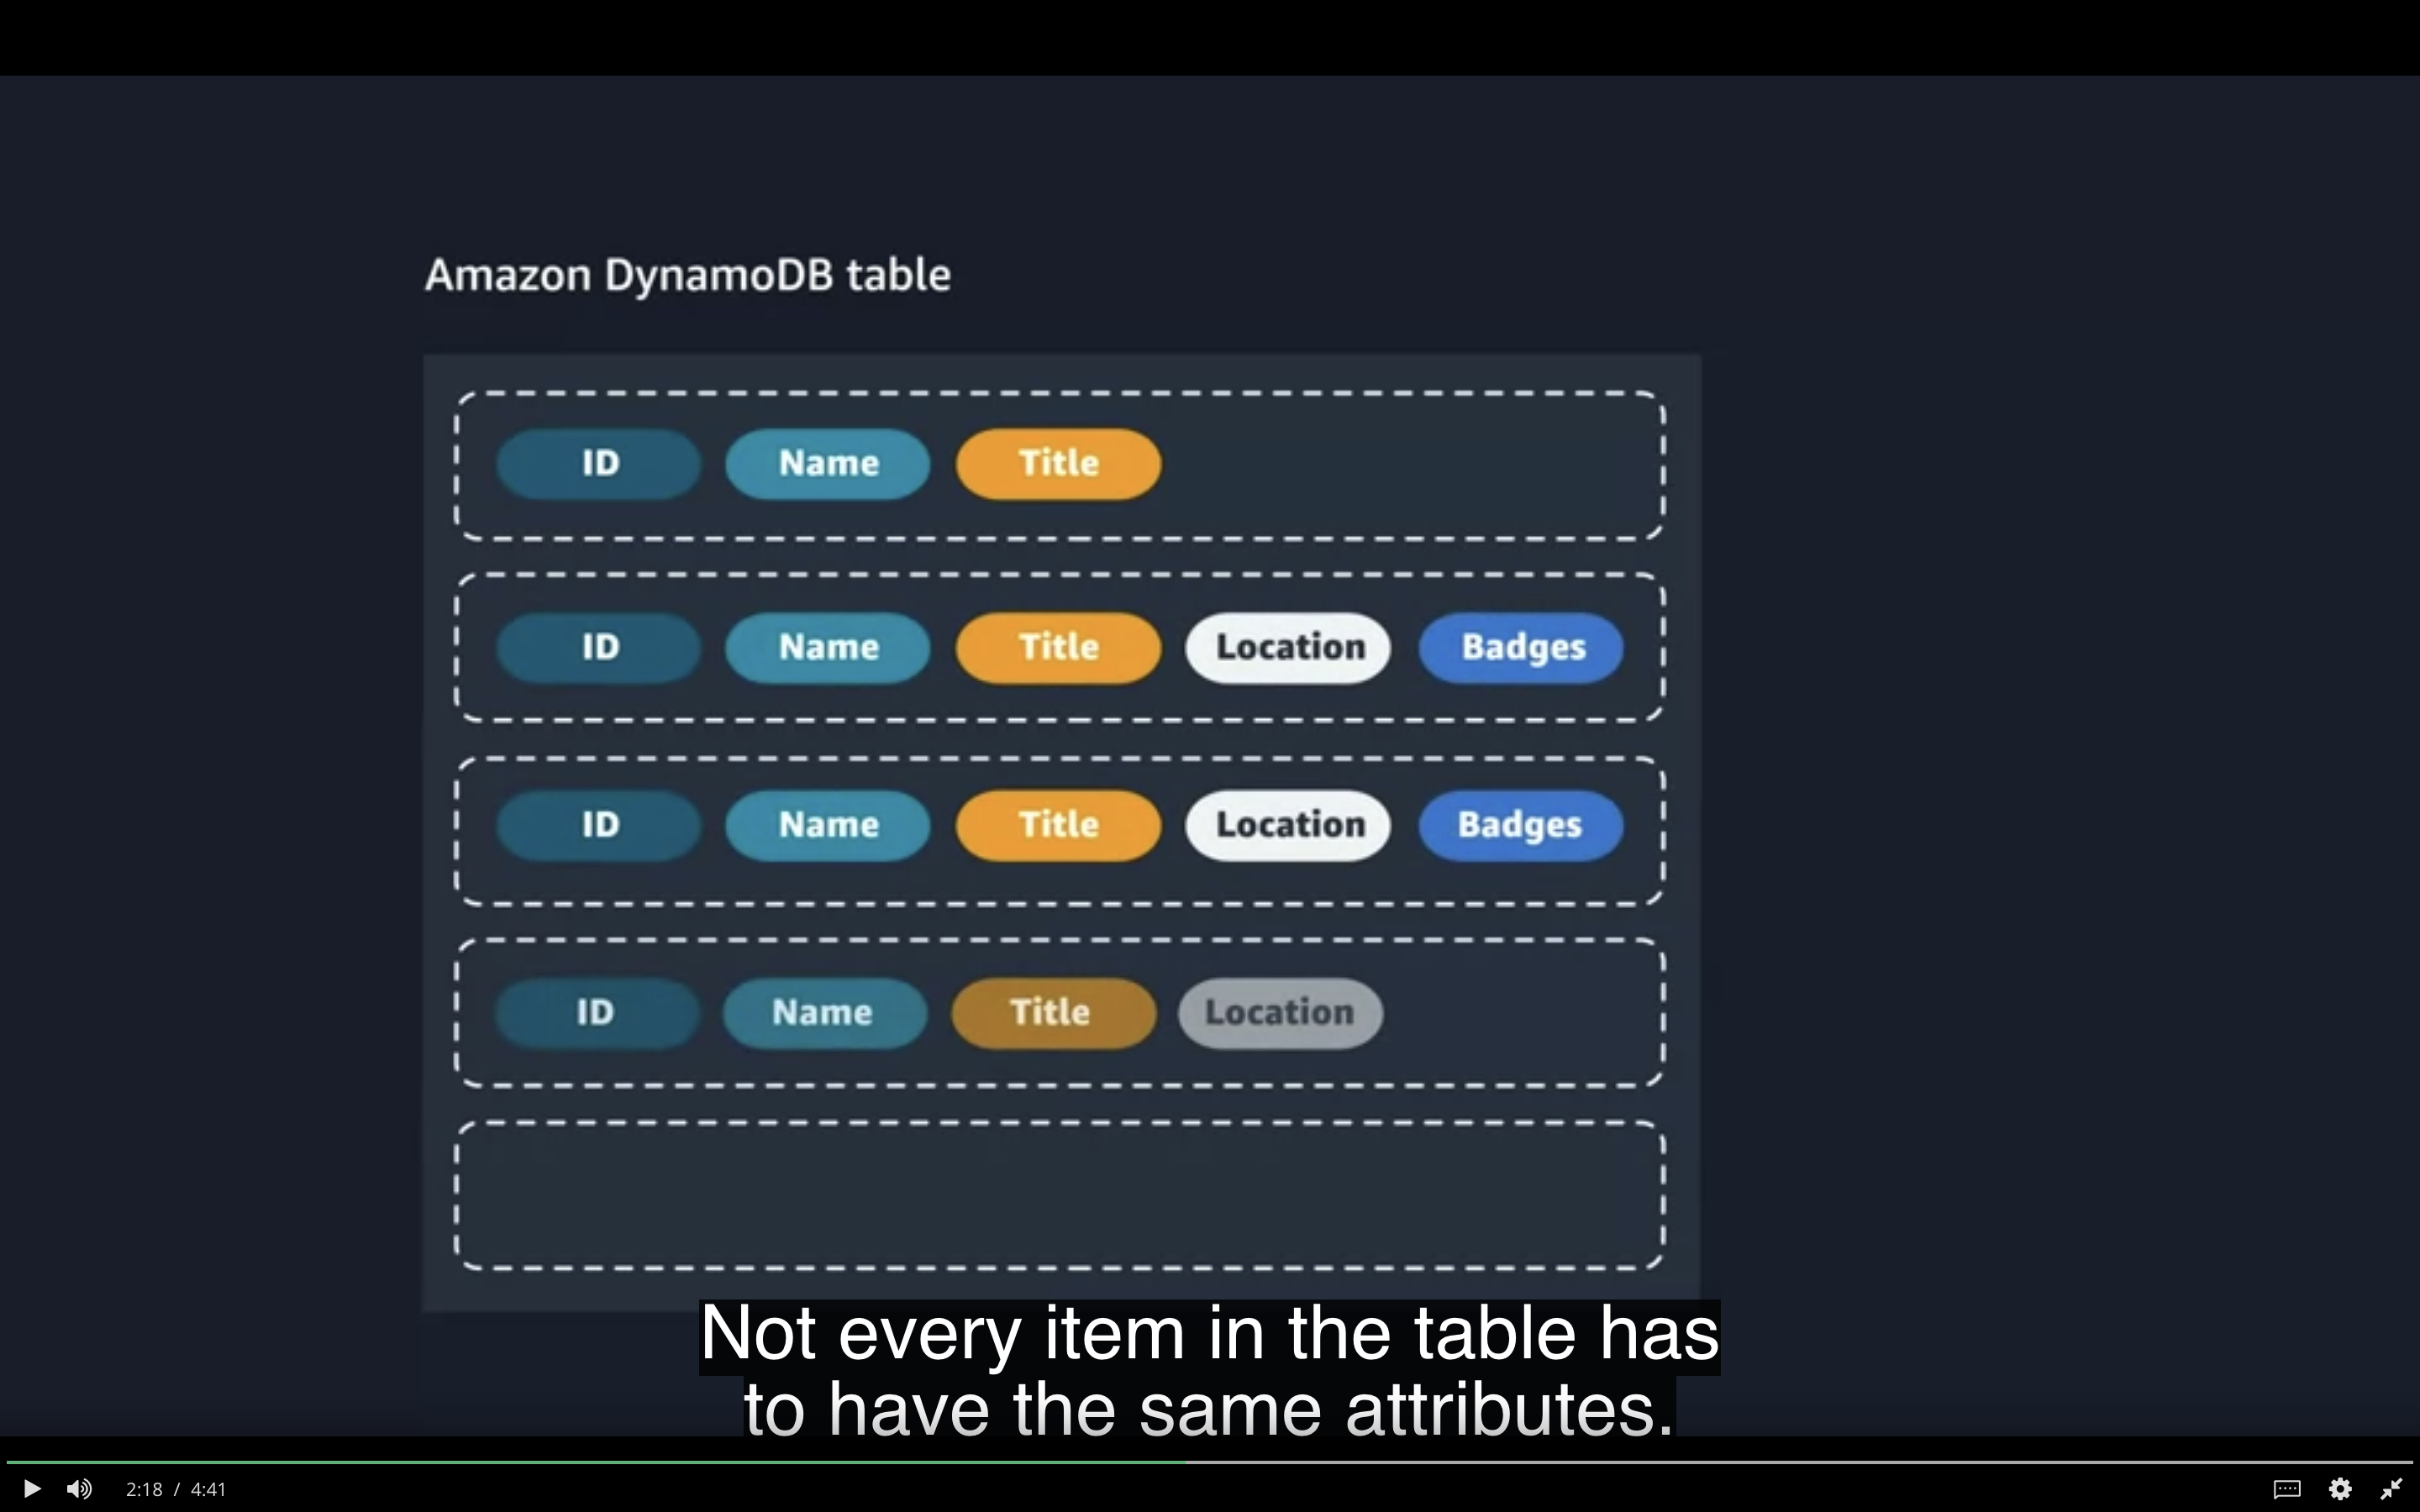 Amazon DynamoDB table
ID Name Title
ID Name Title Location Badges
ID Name Title Location Badges
ID Name Title Location
Not every item in the table has
to have the same attributes.
2:18 / 4:41